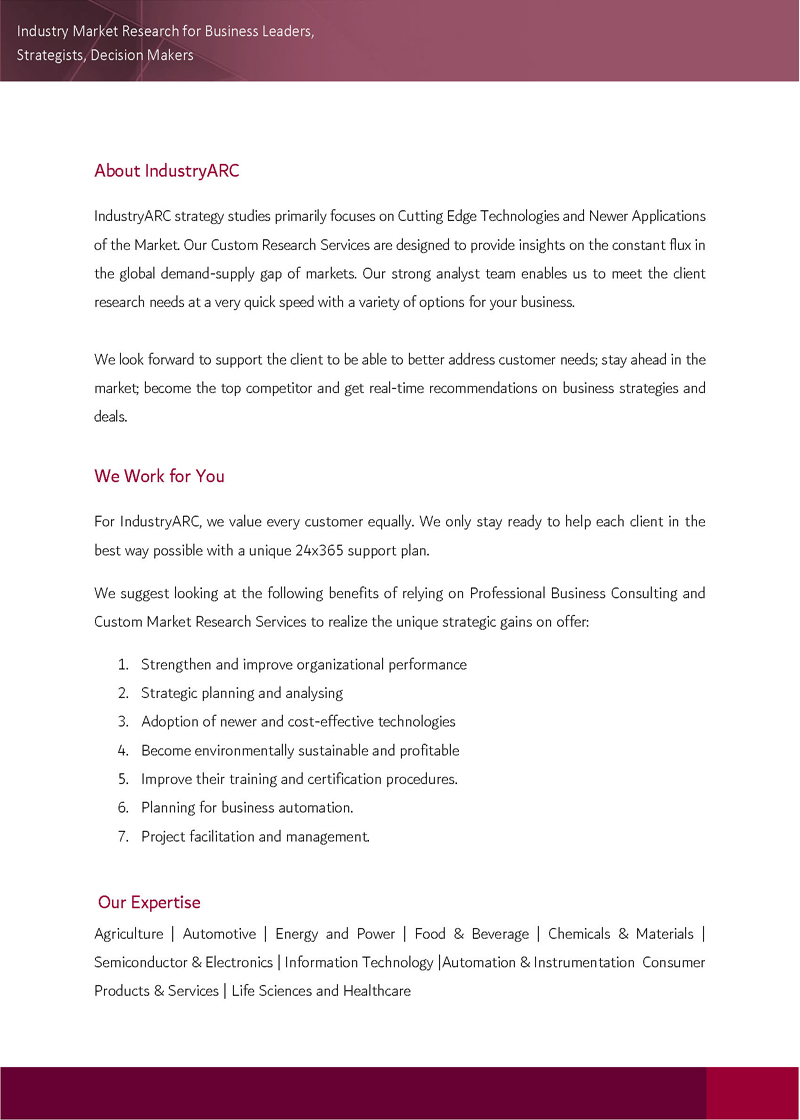 Industry Market Research for Business Leaders,
Strategists, Decision Makers
About IndustryARC
IndustryARC strategy studies primarily focuses on Cutting Edge Technologies and Newer Applications
of the Market. Our Custom Research Services are designed to provide insights on the constant flux in
the global demand-supply gap of markets. Our strong analyst team enables us to meet the client
research needs at a very quick speed with a variety of options for your business.
We look forward to support the client to be able to better address customer needs; stay ahead in the
market; become the top competitor and get real-time recommendations on business strategies and
deals.
We Work for You
For IndustryARC, we value every customer equally. We only stay ready to help each client in the
best way possible with a unique 24x365 support plan.
We suggest looking at the following benefits of relying on Professional Business Consulting and
Custom Market Research Services to realize the unique strategic gains on offer:
1. Strengthen and improve organizational performance
2. Strategic planning and analysing
3. Adoption of newer and cost-effective technologies
4. Become environmentally sustainable and profitable
5. Improve their training and certification procedures.
6. Planning for business automation.
7. Project facilitation and management.
Our Expertise
Agriculture | Automotive | Energy and Power | Food & Beverage | Chemicals & Materials |
Semiconductor & Electronics | Information Technology |Automation & Instrumentation Consumer
Products & Services | Life Sciences and Healthcare